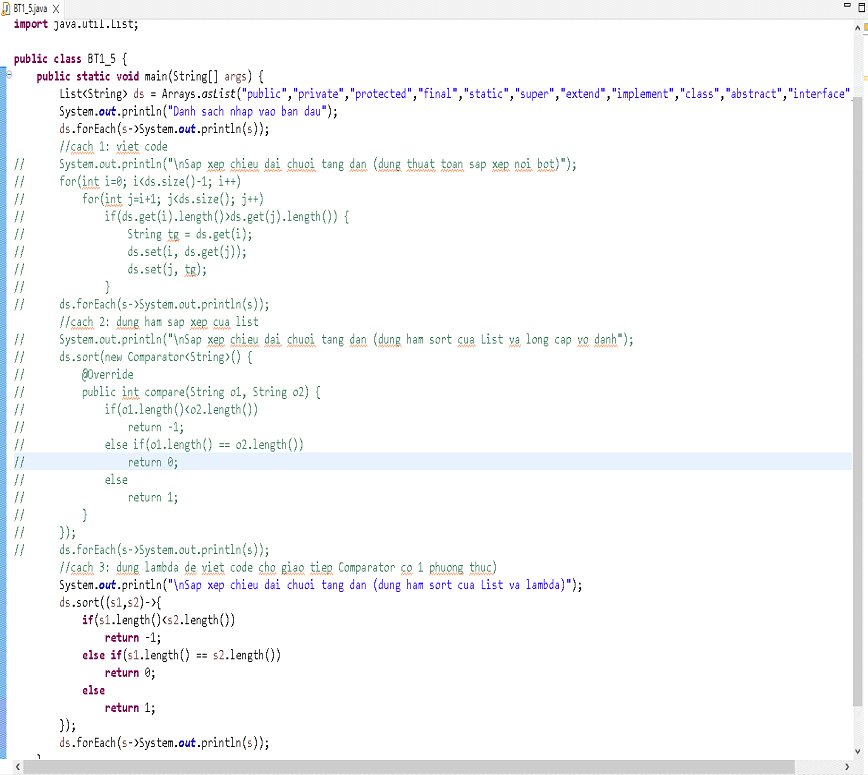 BT1_5.java
import java.util.List;
public class BT1_5 {
    public static void main(String[] args) {
        List<String> ds = Arrays.asList("public","private","protected","final","static","super","extend","implement","class","abstract","interface"
        System.out.println("Danh sach nhap vao ban dau");
        ds.forEach(s->System.out.println(s));
        //cach 1: viet code
//      System.out.println("\nSap xep chieu dai chuoi tang dan (dung thuat toan sap xep noi bot)");
//      for(int i=0; i<ds.size()-1; i++)
//          for(int j=i+1; j<ds.size(); j++)
//              if(ds.get(i).length()>ds.get(j).length()) {
//                  String tg = ds.get(i);
//                  ds.set(i, ds.get(j));
//                  ds.set(j, tg);
//              }
//      ds.forEach(s->System.out.println(s));
        //cach 2: dung ham sap xep cua list
//      System.out.println("\nSap xep chieu dai chuoi tang dan (dung ham sort cua List va long cap vo danh");
//      ds.sort(new Comparator<String>() {
//          @Override
//          public int compare(String o1, String o2) {
//              if(o1.length()<o2.length())
//                  return -1;
//              else if(o1.length() == o2.length())
//                  return 0;
//              else
//                  return 1;
//          }
//      });
//      ds.forEach(s->System.out.println(s));
        //cach 3: dung lambda de viet code cho giao tiep Comparator co 1 phuong thuc)
        System.out.println("\nSap xep chieu dai chuoi tang dan (dung ham sort cua List va lambda)");
        ds.sort((s1,s2)->{
            if(s1.length()<s2.length())
                return -1;
            else if(s1.length() == s2.length())
                return 0;
            else
                return 1;
        });
        ds.forEach(s->System.out.println(s));